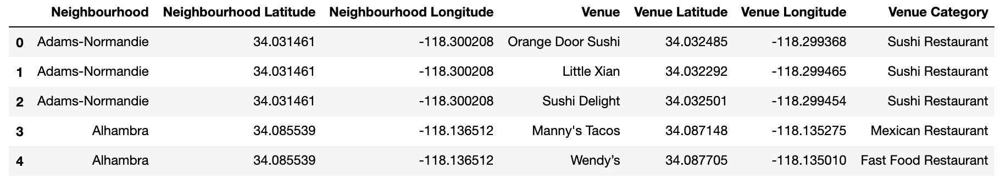 Neighbourhood Neighbourhood Latitude Neighbourhood Longitude Venue Venue Latitude Venue Longitude Venue Category
0 Adams-Normandie 34.031461 -118.300208 Orange Door Sushi 34.032485 -118.299368 Sushi Restaurant
1 Adams-Normandie 34.031461 -118.300208 Little Xian 34.032292 -118.299465 Sushi Restaurant
2 Adams-Normandie 34.031461 -118.300208 Sushi Delight 34.032501 -118.299454 Sushi Restaurant
3 Alhambra 34.085539 -118.136512 Manny's Tacos 34.087148 -118.135275 Mexican Restaurant
4 Alhambra 34.085539 -118.136512 Wendy’s 34.087705 -118.135010 Fast Food Restaurant